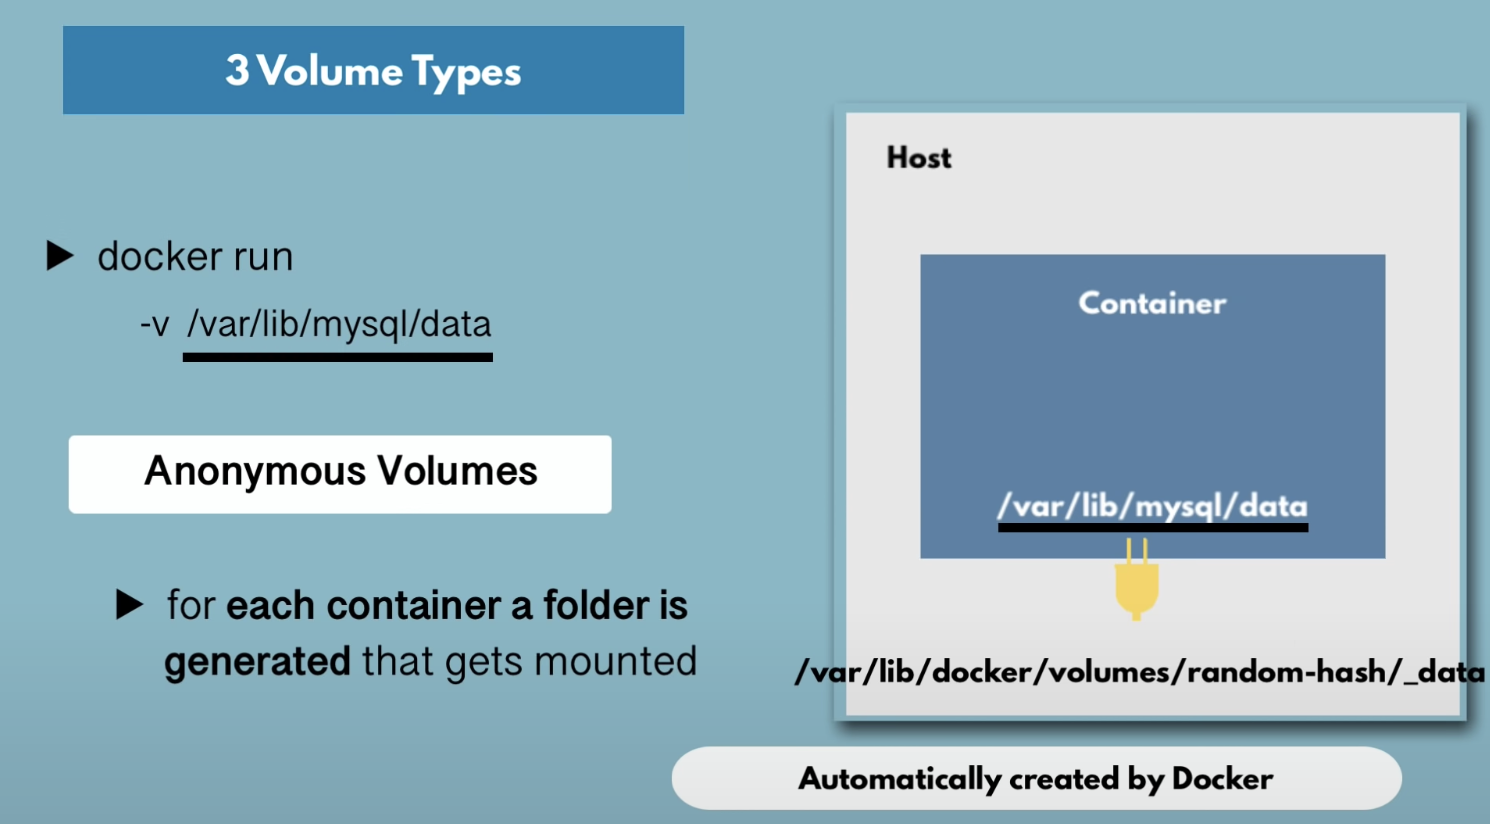 3 Volume Types
docker run
-v /var/lib/mysql/data
Anonymous Volumes
for each container a folder is
generated that gets mounted
Host
Container
/var/lib/mysql/data
/var/lib/docker/volumes/random-hash/_data
Automatically created by Docker